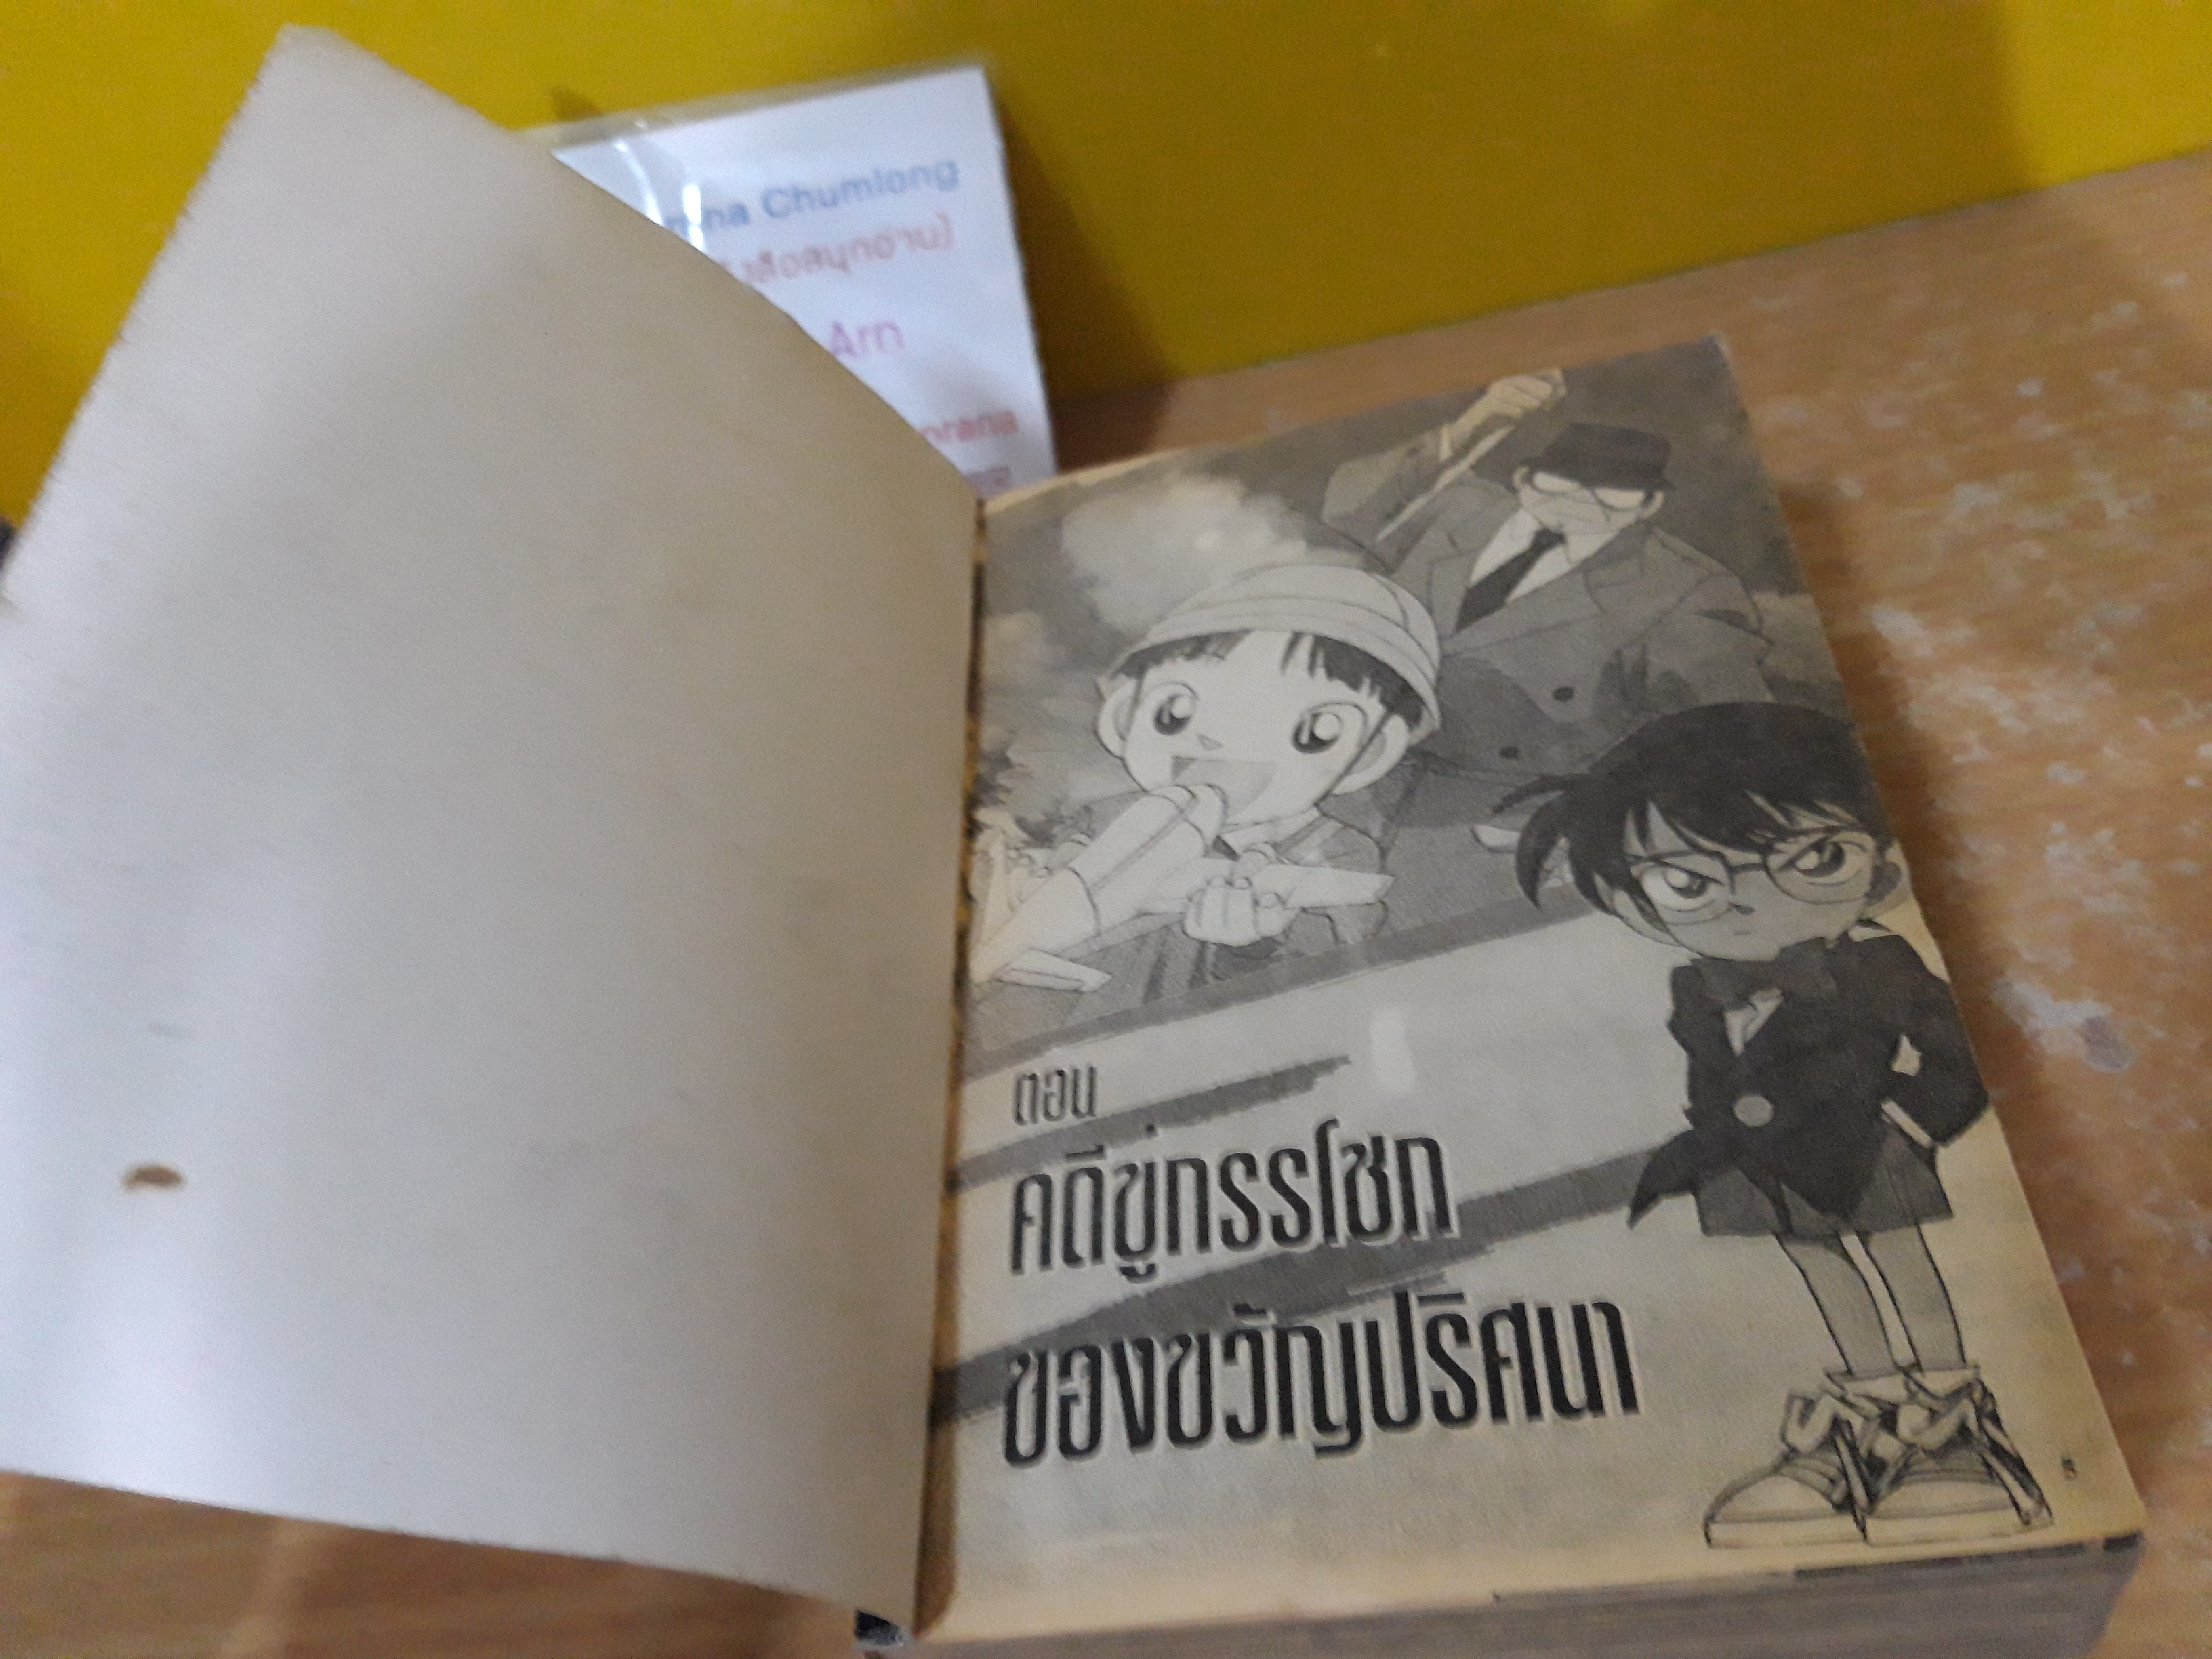 Chumlong
Arn
ตอน
คดีขู่กรรโชก
ของขวัญปริศนา